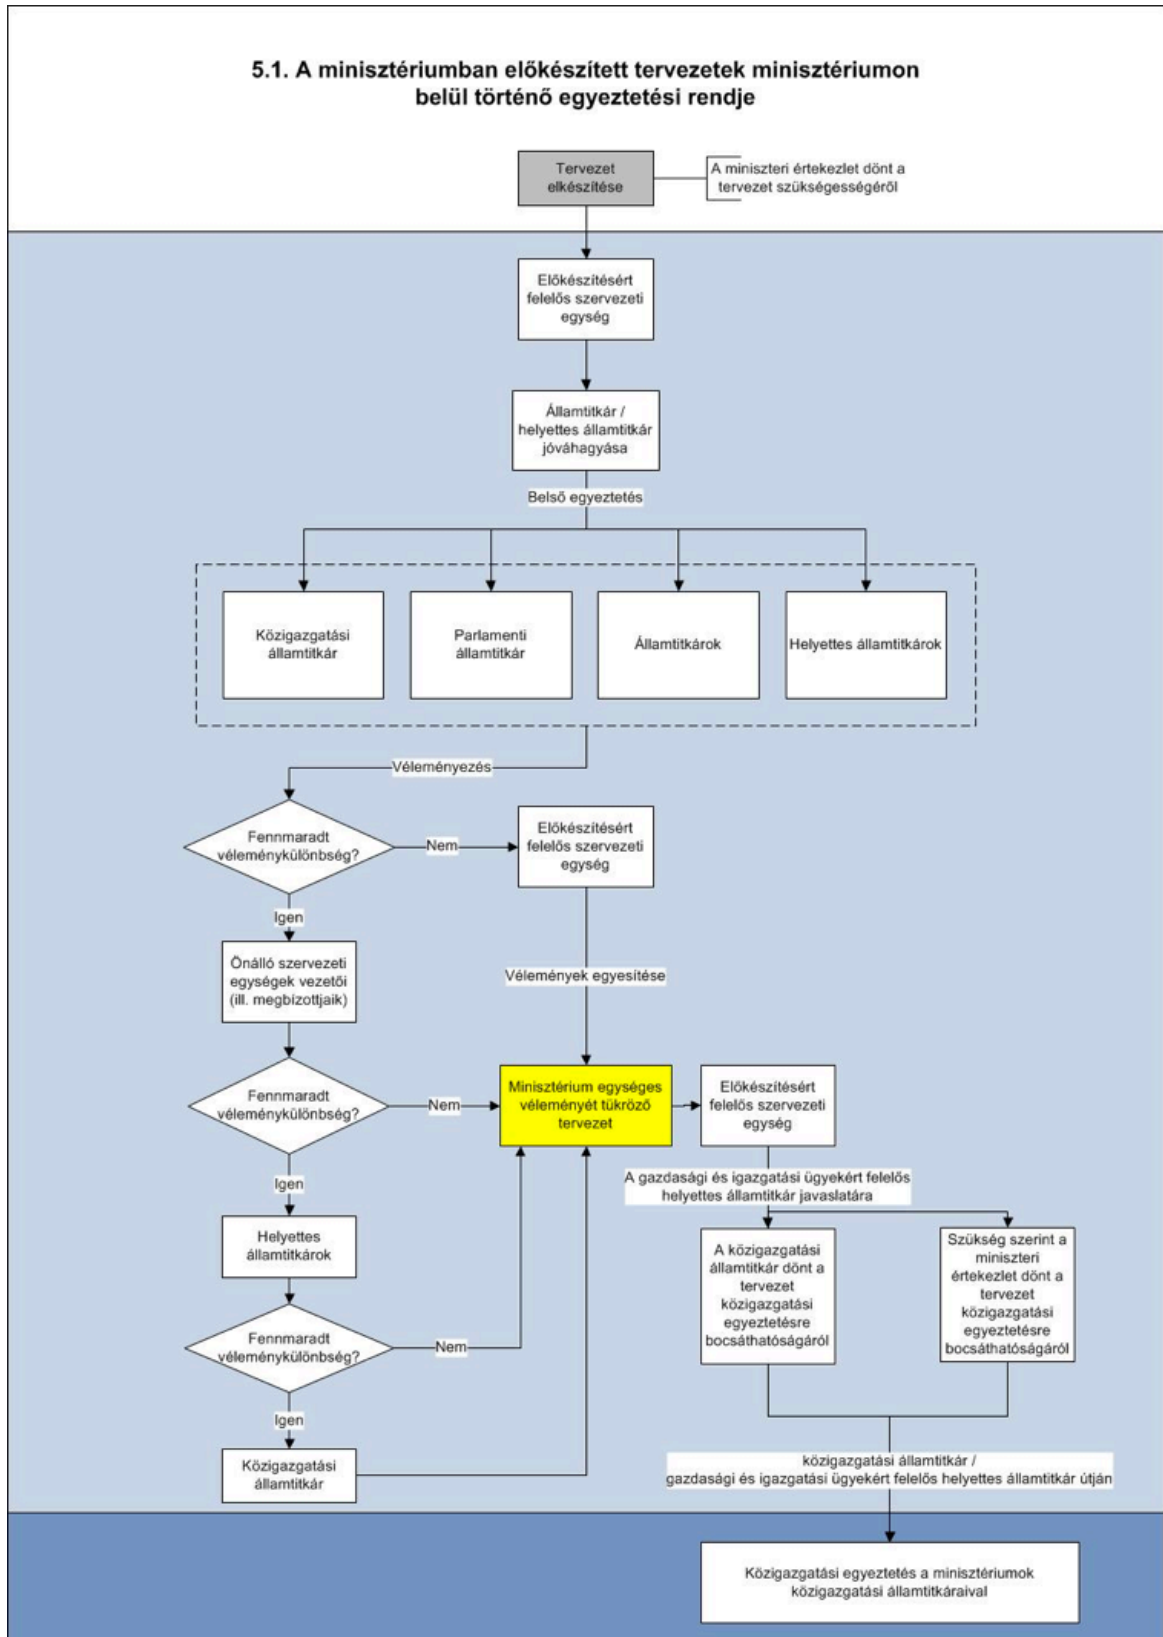 5.1. A minisztériumban előkészített tervezetek minisztériumon
belül történő egyeztetési rendje
Tervezet
elkészítése
A miniszteri értekezlet dönt a
tervezet szükségességéről
Előkészítésért
felelős szervezeti
egység
Államtitkár /
helyettes államtitkár
jóváhagyása
Belső egyeztetés
Közigazgatási
államtitkár
Parlamenti
államtitkár
Államtitkárok
Helyettes államtitkárok
Véleményezés
Fennmaradt
véleménykülönbség?
Nem
Előkészítésért
felelős szervezeti
egység
Igen
Önálló szervezeti
egységek vezetői
(ill. megbízottjaik)
Vélemények egyesítése
Fennmaradt
véleménykülönbség?
Nem
Minisztérium egységes
véleményét tükröző
tervezet
Előkészítésért
felelős szervezeti
egység
Igen
A gazdasági és igazgatási ügyekért felelős
helyettes államtitkár javaslatára
Helyettes
államtitkárok
A közigazgatási
államtitkár dönt a
tervezet
közigazgatási
egyeztetésre
bocsáthatóságáról
Szükség szerint a
miniszteri
értekezlet dönt a
tervezet
közigazgatási
egyeztetésre
bocsáthatóságáról
Fennmaradt
véleménykülönbség?
Nem
Igen
Közigazgatási
államtitkár
közigazgatási államtitkár /
gazdasági és igazgatási ügyekért felelős helyettes államtitkár útján
Közigazgatási egyeztetés a minisztériumok
közigazgatási államtitkáraival